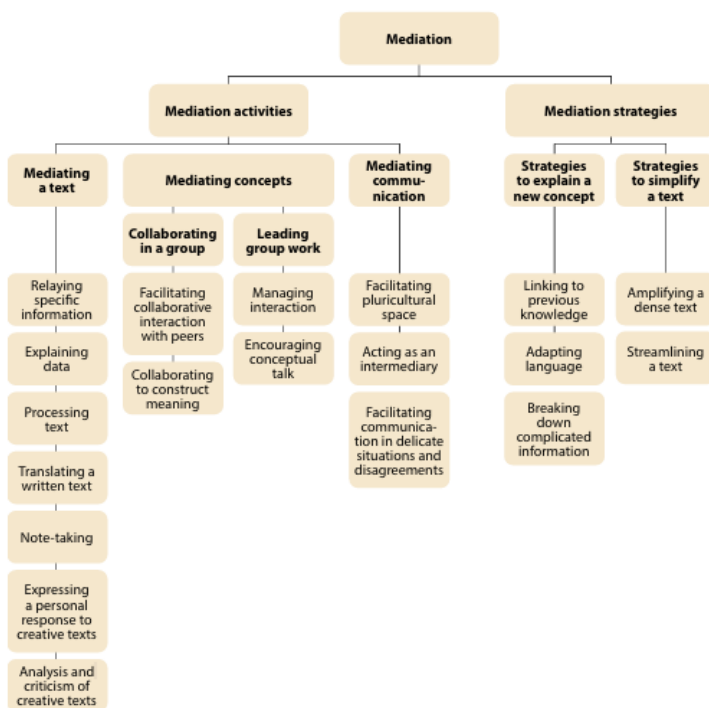 Mediation
Mediation activities
Mediation strategies
Mediating
a text
Mediating concepts
Mediating
commu-
nication
Strategies
to explain a
new concept
Strategies
to simplify
a text
Collaborating
in a group
Leading
group work
Relaying
specific
information
Explaining
data
Processing
text
Translating a
written text
Note-taking
Expressing
a personal
response to
creative texts
Analysis and
criticism of
creative texts
Facilitating
collaborative
interaction
with peers
Collaborating
to construct
meaning
Managing
interaction
Encouraging
conceptual
talk
Facilitating
pluricultural
space
Acting as an
intermediary
Facilitating
communica-
tion in delicate
situations and
disagreements
Linking to
previous
knowledge
Adapting
language
Breaking
down
complicated
information
Amplifying a
dense text
Streamlining
a text